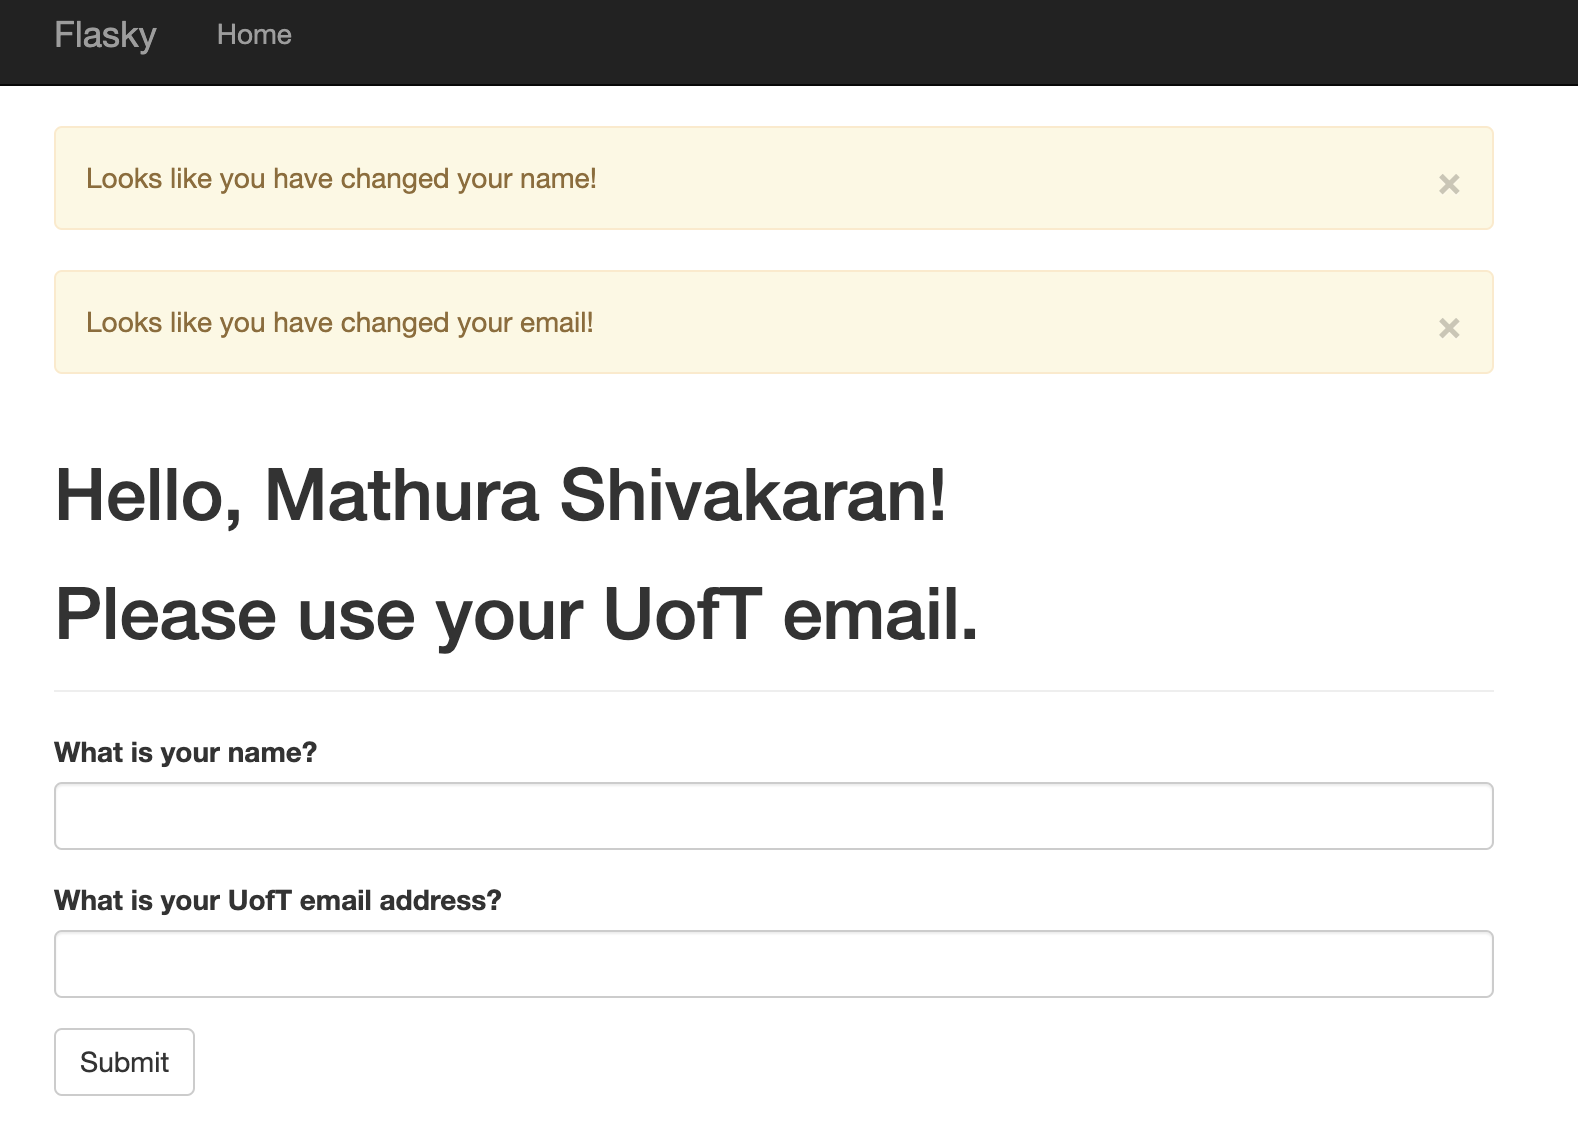 Flasky Home
Looks like you have changed your name! ×
Looks like you have changed your email! ×
Hello, Mathura Shivakaran!
Please use your UofT email.
What is your name?
What is your UofT email address?
Submit